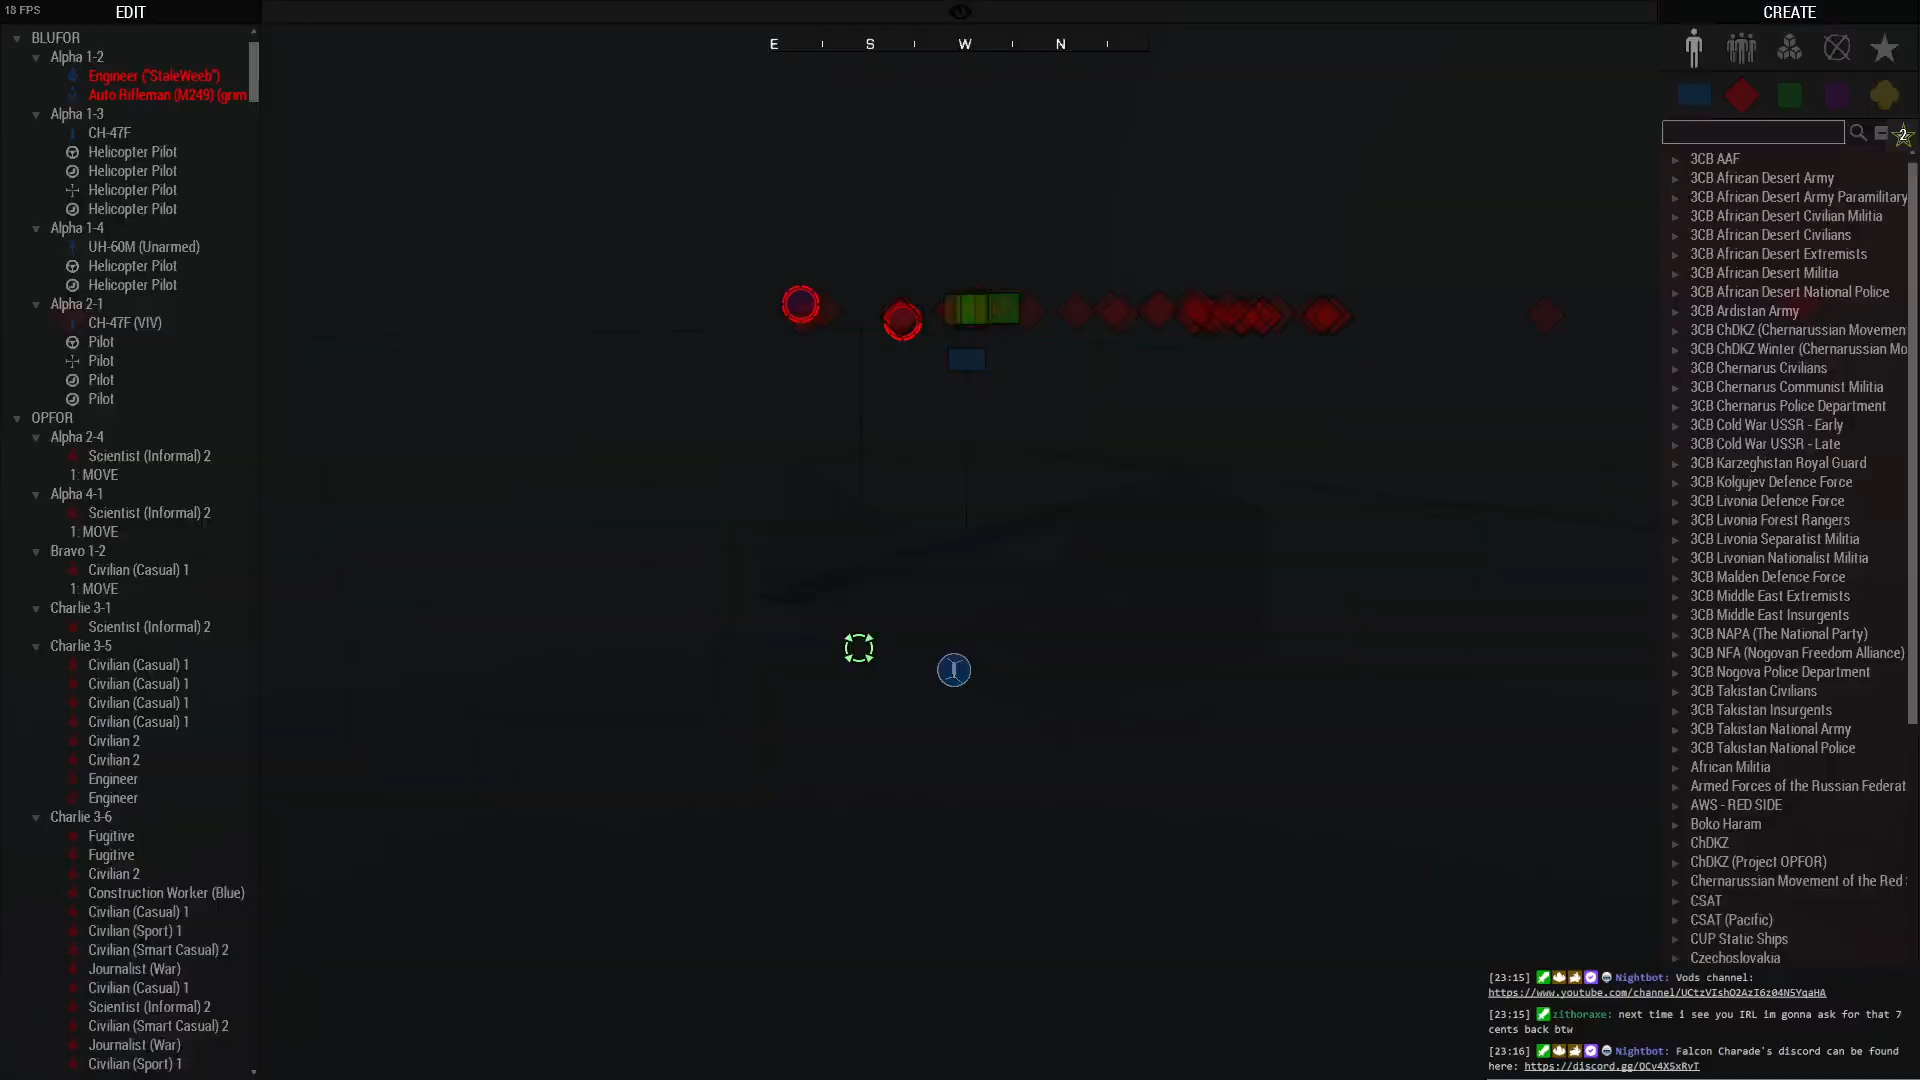 18 FPS
EDIT
E S W N
CREATE
BLUFOR
Alpha 1-2
Engineer ("StaleWeeb")
Auto Rifleman (M249) (grim
Alpha 1-3
CH-47F
Helicopter Pilot
Helicopter Pilot
Helicopter Pilot
Helicopter Pilot
Alpha 1-4
UH-60M (Unarmed)
Helicopter Pilot
Helicopter Pilot
Alpha 2-1
CH-47F (VIV)
Pilot
Pilot
Pilot
Pilot
OPFOR
Alpha 2-4
Scientist (Informal) 2
1: MOVE
Alpha 4-1
Scientist (Informal) 2
1: MOVE
Bravo 1-2
Civilian (Casual) 1
1: MOVE
Charlie 3-1
Scientist (Informal) 2
Charlie 3-5
Civilian (Casual) 1
Civilian (Casual) 1
Civilian (Casual) 1
Civilian (Casual) 1
Civilian 2
Civilian 2
Engineer
Engineer
Charlie 3-6
Fugitive
Fugitive
Civilian 2
Construction Worker (Blue)
Civilian (Casual) 1
Civilian (Sport) 1
Civilian (Smart Casual) 2
Journalist (War)
Civilian (Casual) 1
Scientist (Informal) 2
Civilian (Smart Casual) 2
Journalist (War)
Civilian (Sport) 1
2
3CB AAF
3CB African Desert Army
3CB African Desert Army Paramilitary
3CB African Desert Civilian Militia
3CB African Desert Civilians
3CB African Desert Extremists
3CB African Desert Militia
3CB African Desert National Police
3CB Ardistan Army
3CB ChDKZ (Chernarussian Movemen
3CB ChDKZ Winter (Chernarussian Mo
3CB Chernarus Civilians
3CB Chernarus Communist Militia
3CB Chernarus Police Department
3CB Cold War USSR - Early
3CB Cold War USSR - Late
3CB Karzeghistan Royal Guard
3CB Kolgujev Defence Force
3CB Livonia Defence Force
3CB Livonia Forest Rangers
3CB Livonia Separatist Militia
3CB Livonian Nationalist Militia
3CB Malden Defence Force
3CB Middle East Extremists
3CB Middle East Insurgents
3CB NAPA (The National Party)
3CB NFA (Nogovan Freedom Alliance)
3CB Nogova Police Department
3CB Takistan Civilians
3CB Takistan Insurgents
3CB Takistan National Army
3CB Takistan National Police
African Militia
Armed Forces of the Russian Federat
AWS - RED SIDE
Boko Haram
ChDKZ
ChDKZ (Project OPFOR)
Chernarussian Movement of the Red
CSAT
CSAT (Pacific)
CUP Static Ships
Czechoslovakia
[23:15] Nightbot: Vods channel:
https://www.youtube.com/channel/UCtzVIshO2AzI6z04N5YqaHA
[23:15] zithoraxe: next time i see you IRL im gonna ask for that 7
cents back btw
[23:16] Nightbot: Falcon Charade's discord can be found
here: https://discord.gg/QCv4X5xRvT